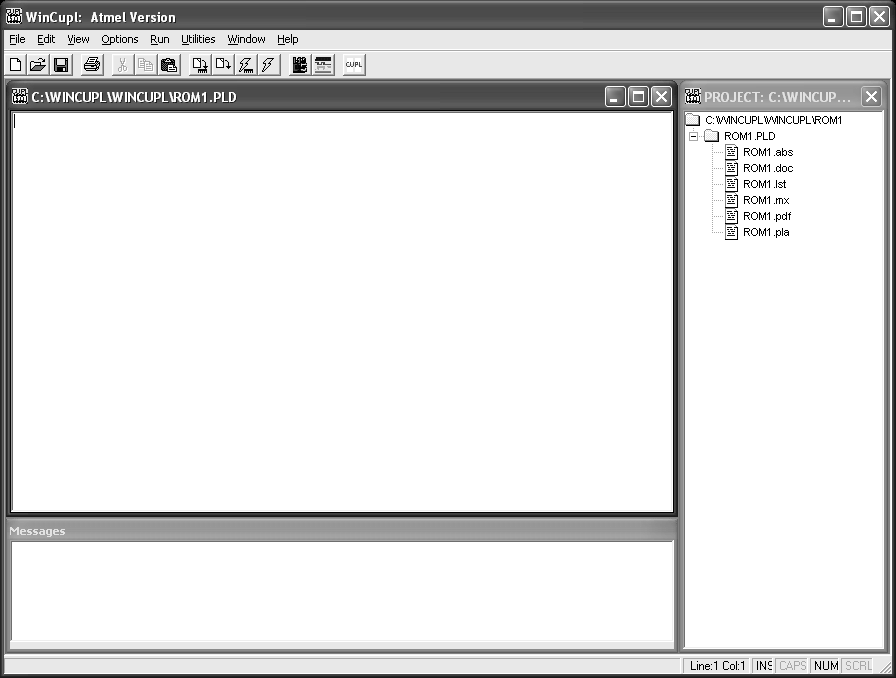 WinCupl: Atmel Version
File Edit View Options Run Utilities Window Help
CUPL
C:\WINCUPL\WINCUPL\ROM1.PLD
PROJECT: C:\WINCUP...
C:\WINCUPL\WINCUPL\ROM1
ROM1.PLD
ROM1.abs
ROM1.doc
ROM1.lst
ROM1.mx
ROM1.pdf
ROM1.pla
Messages
Line:1 Col:1 INS CAPS NUM SCRL